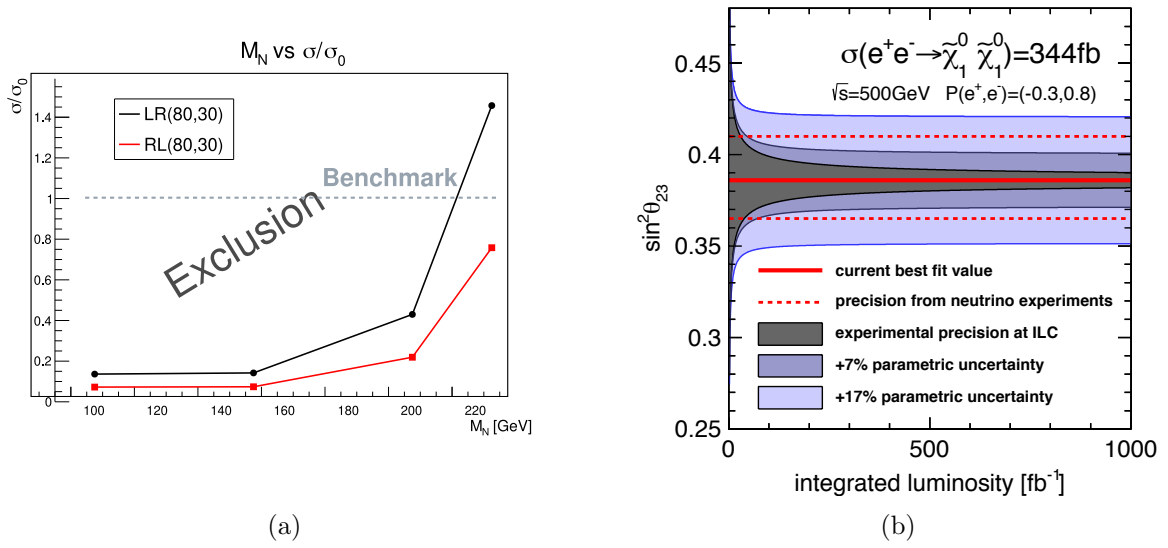 M_N vs σ/σ_0
σ/σ_0
LR(80,30)
RL(80,30)
Benchmark
Exclusion
1.4
1.2
1
0.8
0.6
0.4
0.2
0
100 120 140 160 180 200 220
M_N [GeV]
(a)
σ(e⁺e⁻→χ̃₁⁰ χ̃₁⁰)=344fb
√s=500GeV P(e⁺,e⁻)=(-0.3,0.8)
sin²θ₂₃
0.45
0.4
0.35
0.3
0.25
current best fit value
precision from neutrino experiments
experimental precision at ILC
+7% parametric uncertainty
+17% parametric uncertainty
0 500 1000
integrated luminosity [fb⁻¹]
(b)